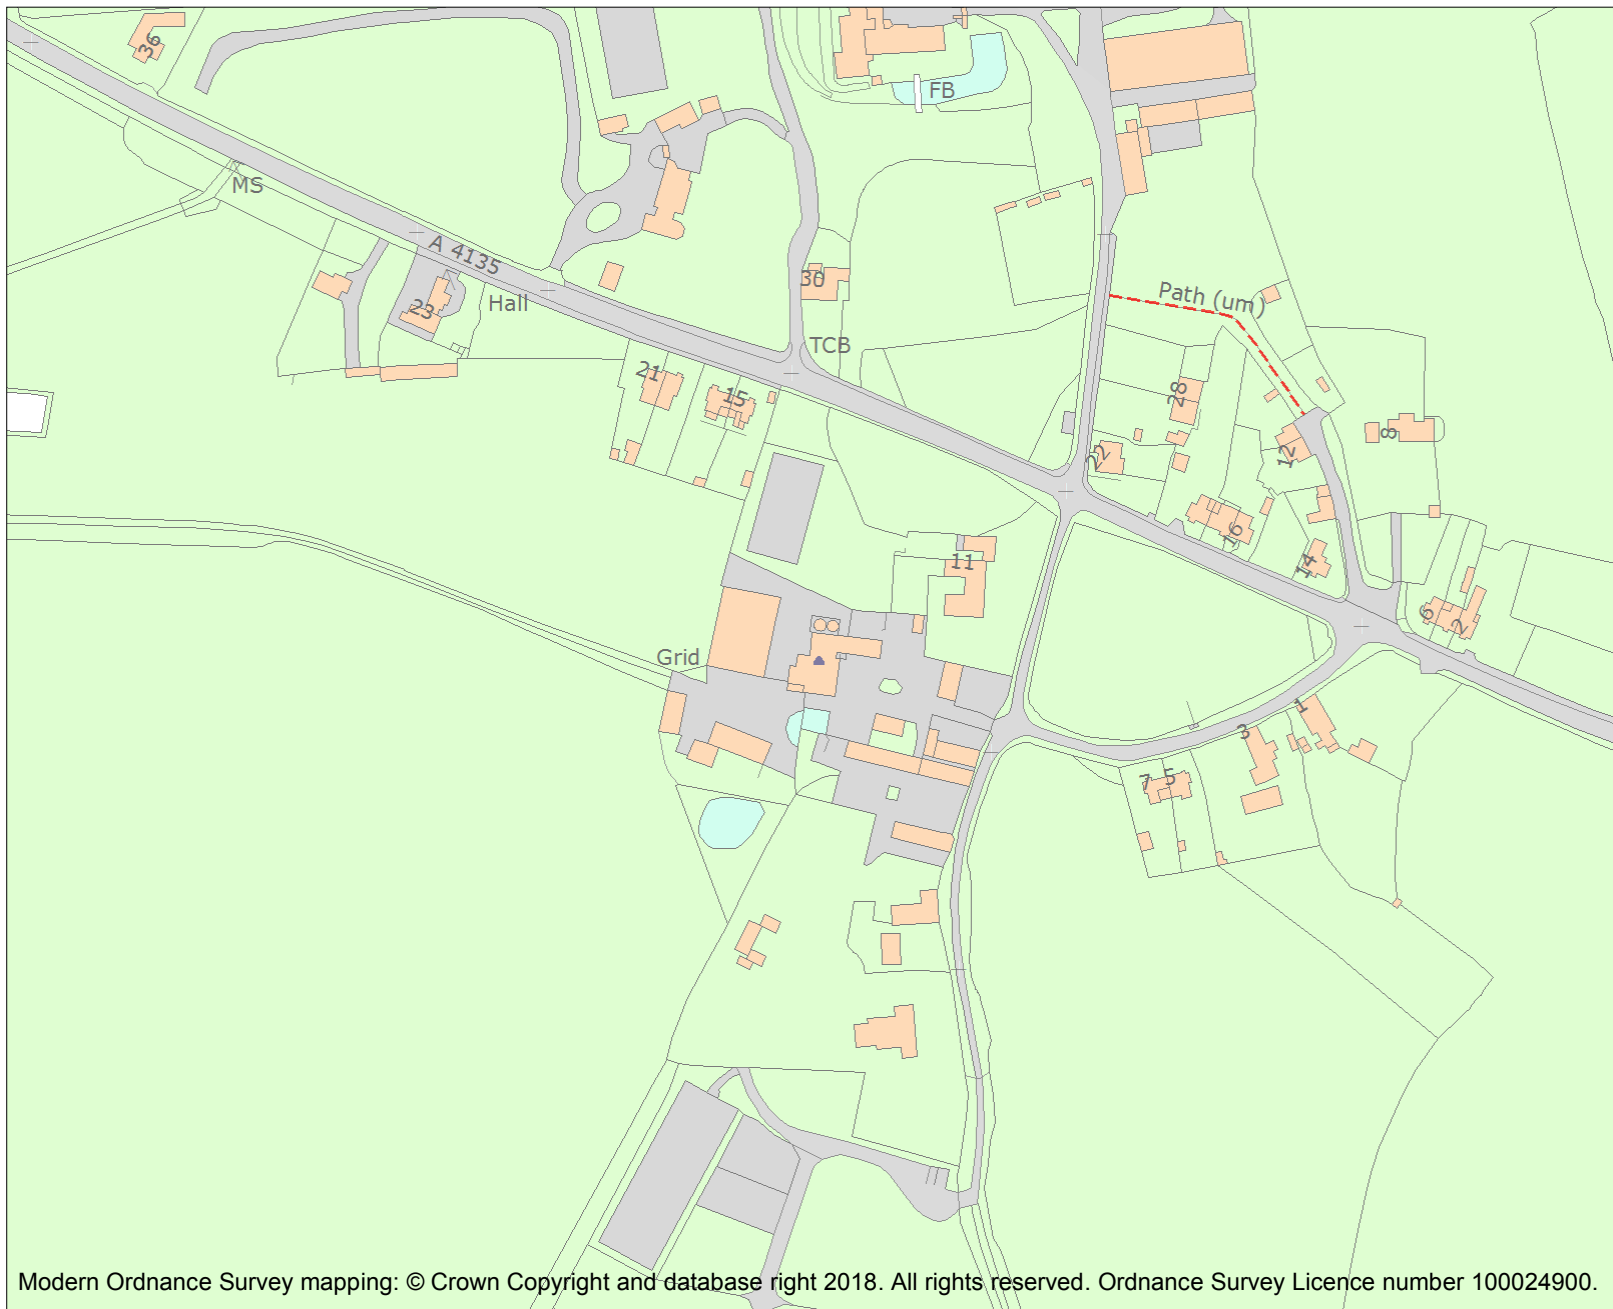 36
FB
MS
A 4135
Hall
23
30
Path (um)
TCB
21
15
28
22
8
12
16
14
11
6
2
Grid
1
3
7
5
Modern Ordnance Survey mapping: © Crown Copyright and database right 2018. All rights reserved. Ordnance Survey Licence number 100024900.